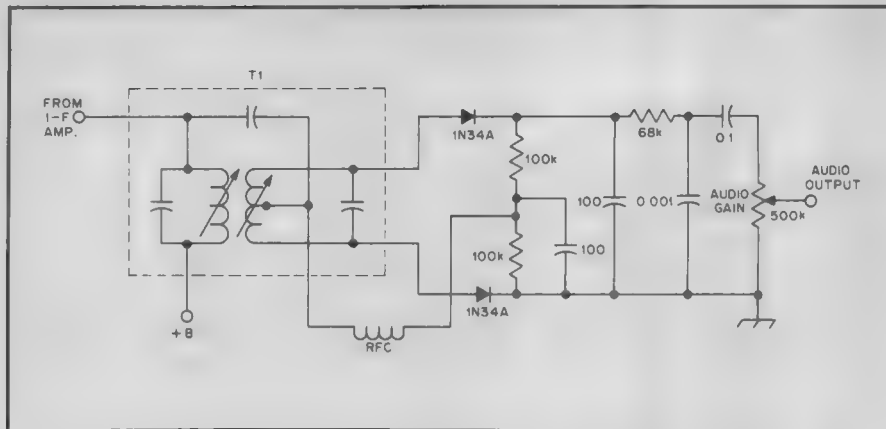 T1
FROM
I-F
AMP.
+B
1N34A
1N34A
RFC
100k
100k
100
100
68k
0.001
01
AUDIO
GAIN
500k
AUDIO
OUTPUT